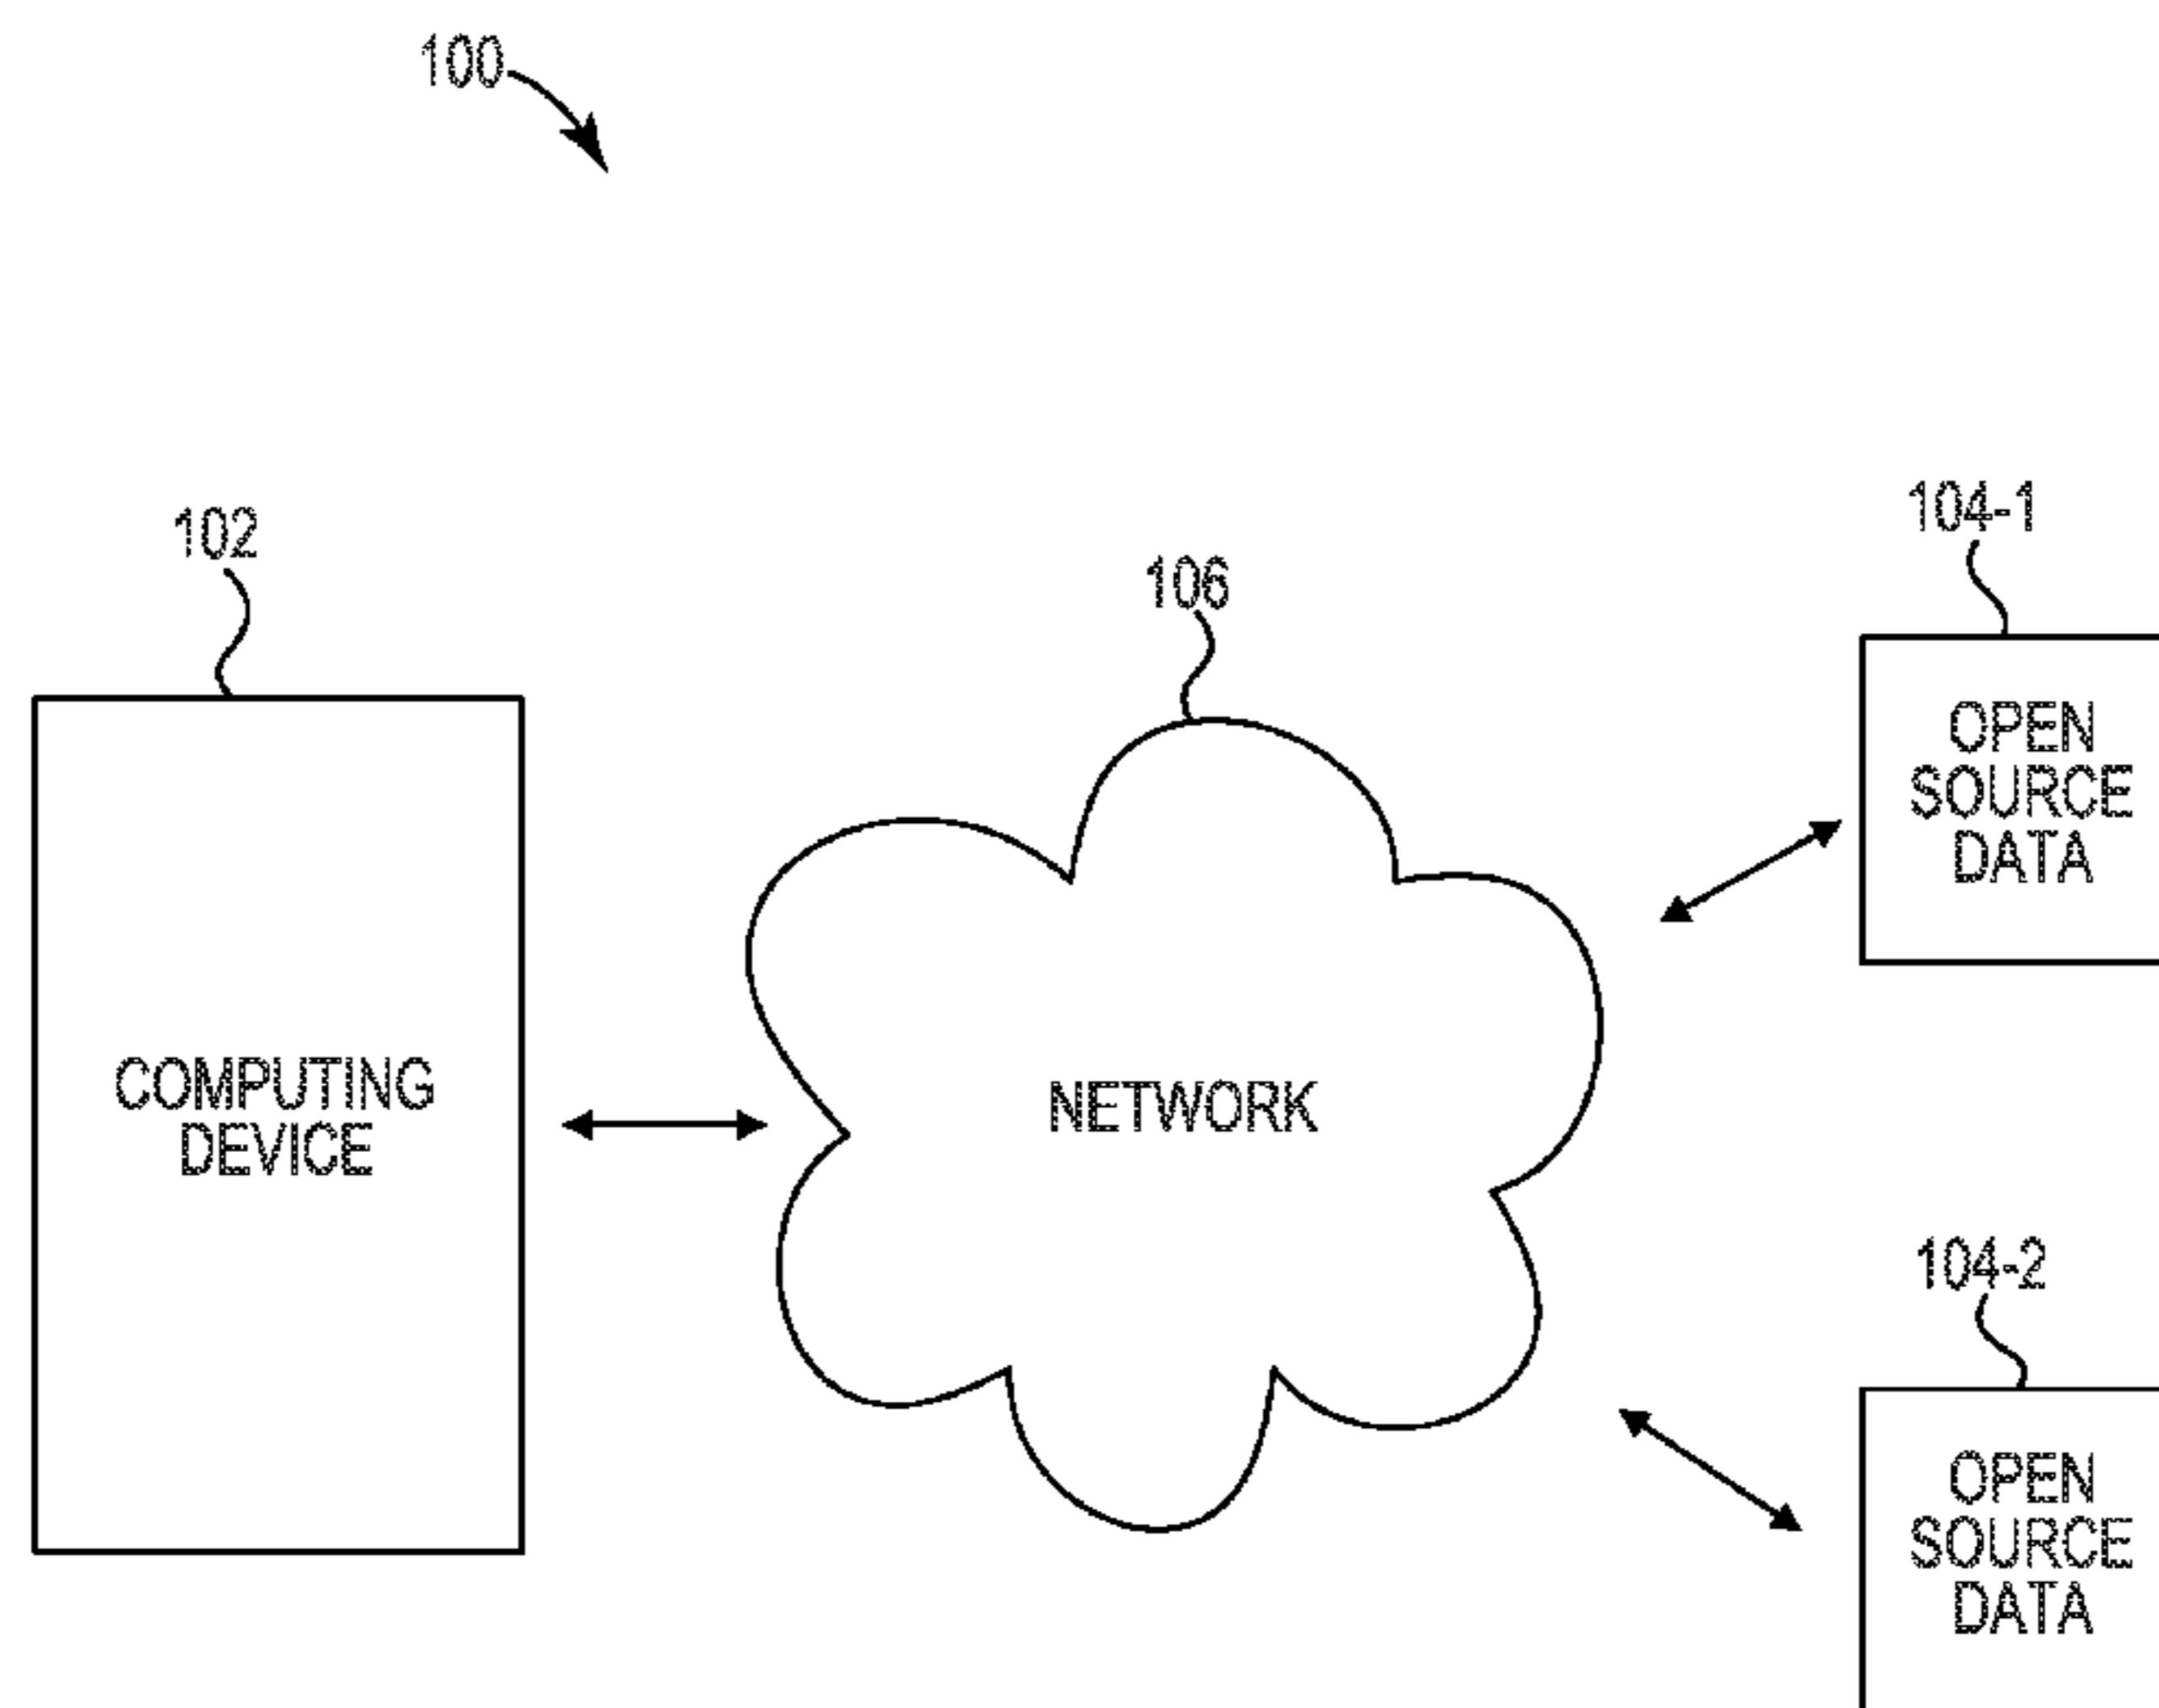 100
102
106
104-1
OPEN
SOURCE
DATA
COMPUTING
DEVICE
NETWORK
104-2
OPEN
SOURCE
DATA